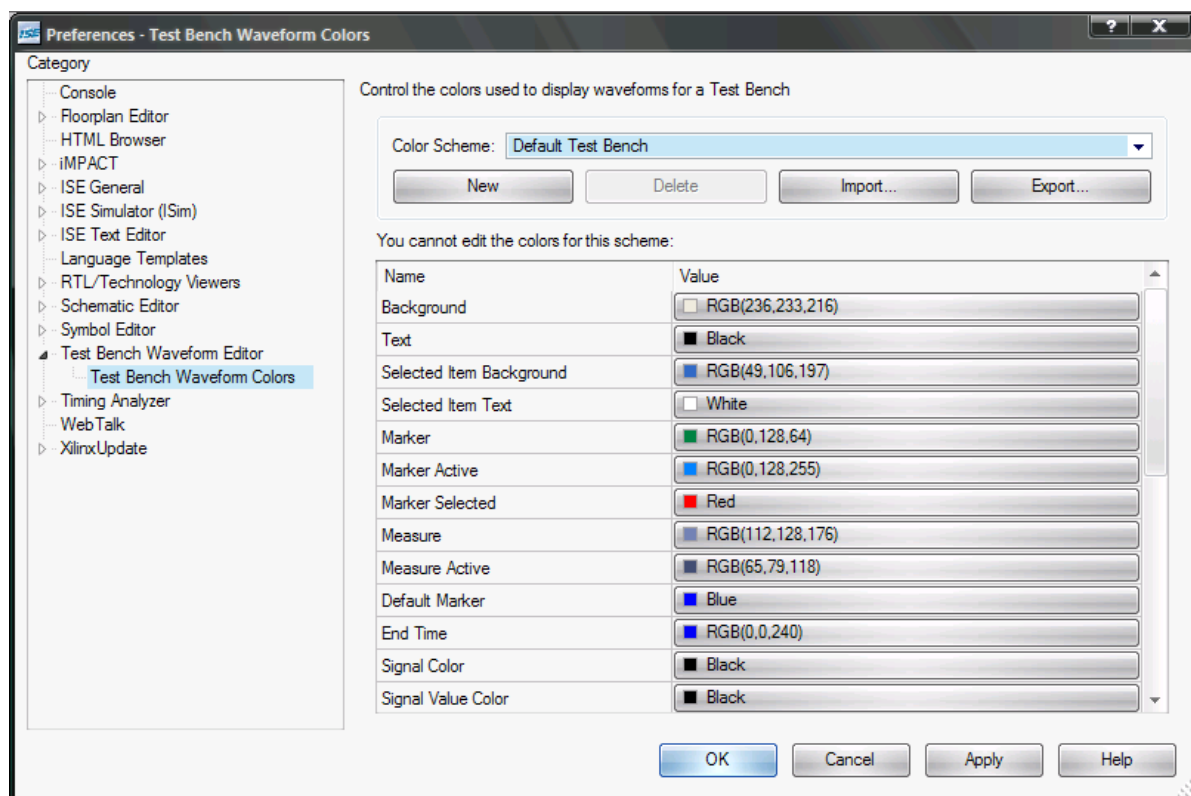 ISE Preferences - Test Bench Waveform Colors ? X
Category
Console
Floorplan Editor
HTML Browser
iMPACT
ISE General
ISE Simulator (ISim)
ISE Text Editor
Language Templates
RTL/Technology Viewers
Schematic Editor
Symbol Editor
Test Bench Waveform Editor
Test Bench Waveform Colors
Timing Analyzer
WebTalk
XilinxUpdate
Control the colors used to display waveforms for a Test Bench
Color Scheme: Default Test Bench
New Delete Import... Export...
You cannot edit the colors for this scheme:
Name Value
Background RGB(236,233,216)
Text Black
Selected Item Background RGB(49,106,197)
Selected Item Text White
Marker RGB(0,128,64)
Marker Active RGB(0,128,255)
Marker Selected Red
Measure RGB(112,128,176)
Measure Active RGB(65,79,118)
Default Marker Blue
End Time RGB(0,0,240)
Signal Color Black
Signal Value Color Black
OK Cancel Apply Help